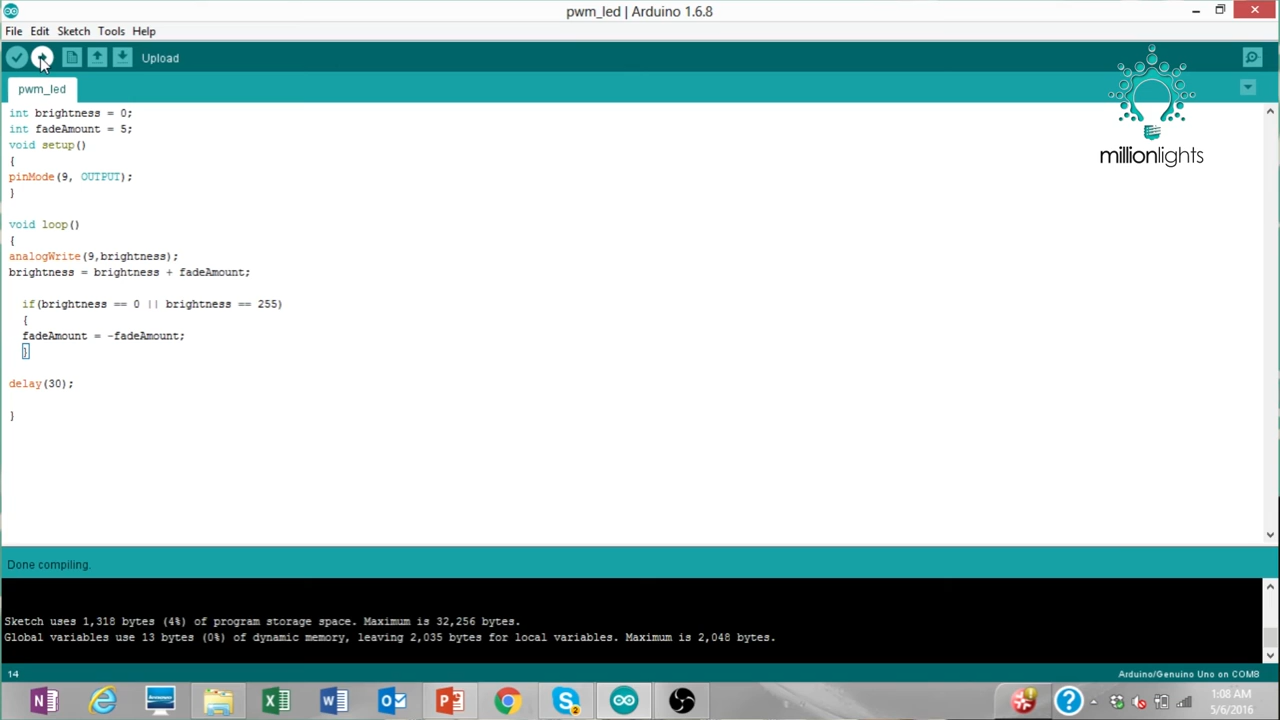 pwm_led | Arduino 1.6.8
File Edit Sketch Tools Help
Upload
pwm_led
int brightness = 0;
int fadeAmount = 5;
void setup()
{
pinMode(9, OUTPUT);
}
void loop()
{
analogWrite(9,brightness);
brightness = brightness + fadeAmount;
if(brightness == 0 || brightness == 255)
{
fadeAmount = -fadeAmount;
}
delay(30);
}
millionlights
Done compiling.
Sketch uses 1,318 bytes (4%) of program storage space. Maximum is 32,256 bytes.
Global variables use 13 bytes (0%) of dynamic memory, leaving 2,035 bytes for local variables. Maximum is 2,048 bytes.
14
Arduino/Genuino Uno on COM8
1:08 AM
5/6/2016